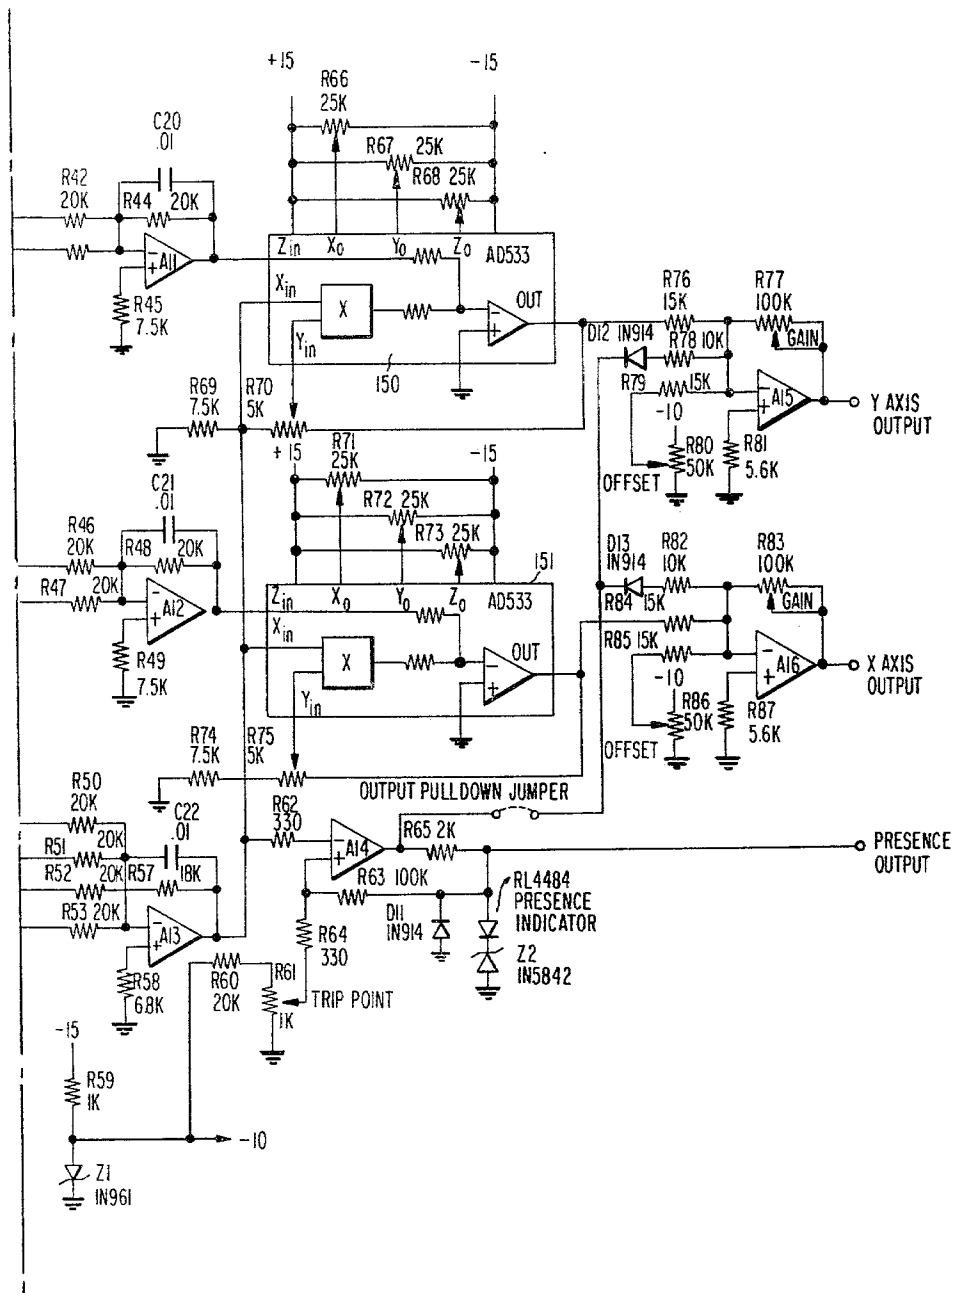 +15
-15
R66
25K
C20
.01
R67 25K
R68 25K
R42
20K
R44 20K
Zin
Xo
Yo
Zo
AD533
A11
-
+
Xin
X
-
+
OUT
R45
7.5K
Yin
150
R76
15K
R77
100K
D12 IN914
R78 10K
GAIN
R79
15K
-
+
A15
-10
Y AXIS
OUTPUT
R69
7.5K
R70
5K
R80
50K
R81
5.6K
OFFSET
+15
R71
25K
-15
C21
.01
R72 25K
R73 25K
R46
20K
R48
20K
R47
20K
-
+
A12
151
Zin
Xo
Yo
Zo
AD533
Xin
X
-
+
OUT
Yin
R49
7.5K
D13
IN914
R82
10K
R83
100K
GAIN
R84 15K
R85 15K
-
+
A16
-10
X AXIS
OUTPUT
R86
50K
R87
5.6K
OFFSET
R74
7.5K
R75
5K
OUTPUT PULLDOWN JUMPER
R50
20K
C22
.01
R62
330
R51
20K
R52
20K
R57
18K
R53 20K
-
+
A14
R65 2K
PRESENCE
OUTPUT
R63 100K
RL4484
PRESENCE
INDICATOR
D11
IN914
Z2
IN5842
-
+
A13
R64
330
R58
6.8K
R60
20K
R61
1K
TRIP POINT
-15
R59
1K
-10
Z1
IN961